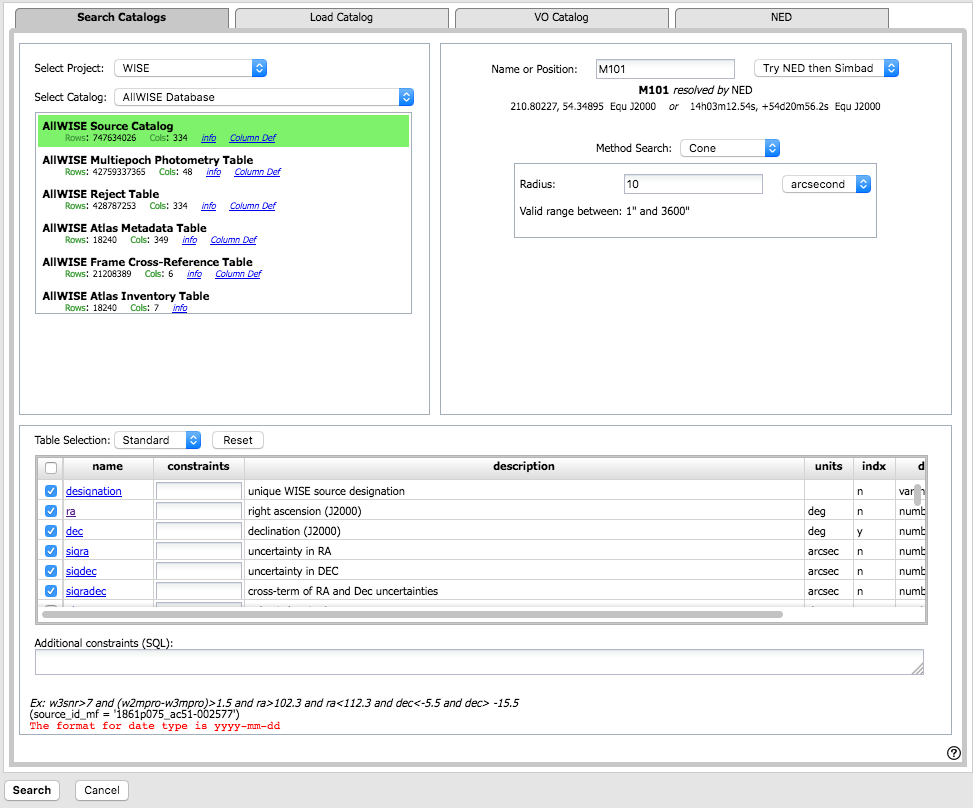 Search Catalogs Load Catalog VO Catalog NED
Select Project: WISE
Select Catalog: AllWISE Database
AllWISE Source Catalog
Rows: 747634026 Cols: 334 info Column Def
AllWISE Multiepoch Photometry Table
Rows: 42759337365 Cols: 48 info Column Def
AllWISE Reject Table
Rows: 428787253 Cols: 334 info Column Def
AllWISE Atlas Metadata Table
Rows: 18240 Cols: 349 info Column Def
AllWISE Frame Cross-Reference Table
Rows: 21208389 Cols: 6 info Column Def
AllWISE Atlas Inventory Table
Rows: 18240 Cols: 7 info
Name or Position: M101 Try NED then Simbad
M101 resolved by NED
210.80227, 54.34895 Equ J2000 or 14h03m12.54s, +54d20m56.2s Equ J2000
Method Search: Cone
Radius: 10 arcsecond
Valid range between: 1" and 3600"
Table Selection: Standard Reset
name constraints description units indx d
designation unique WISE source designation n
ra right ascension (J2000) deg n numb
dec declination (J2000) deg y numb
sigra uncertainty in RA arcsec n numb
sigdec uncertainty in DEC arcsec n numb
sigradec cross-term of RA and Dec uncertainties arcsec n numb
Additional constraints (SQL):
Ex: w3snr>7 and (w2mpro-w3mpro)>1.5 and ra>102.3 and ra<112.3 and dec<-5.5 and dec> -15.5
(source_id_mf = '1861p075_ac51-002577')
The format for date type is yyyy-mm-dd
?
Search Cancel